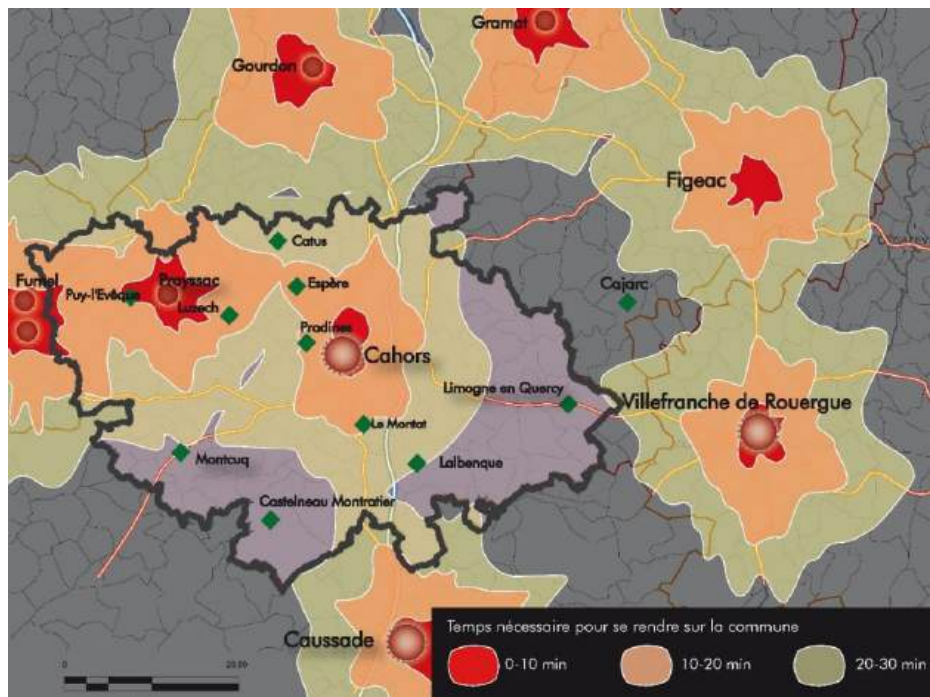 Gramat
Gourdon
Figeac
Catus
Cajarc
Fumel
Prayssac
Espère
Puy-l'Evêque
Luzech
Pradines
Cahors
Limogne en Quercy
Villefranche de Rouergue
Le Montat
Montcuq
Lalbenque
Castelneau Montratier
Caussade
Temps nécessaire pour se rendre sur la commune
0-10 min
10-20 min
20-30 min
0